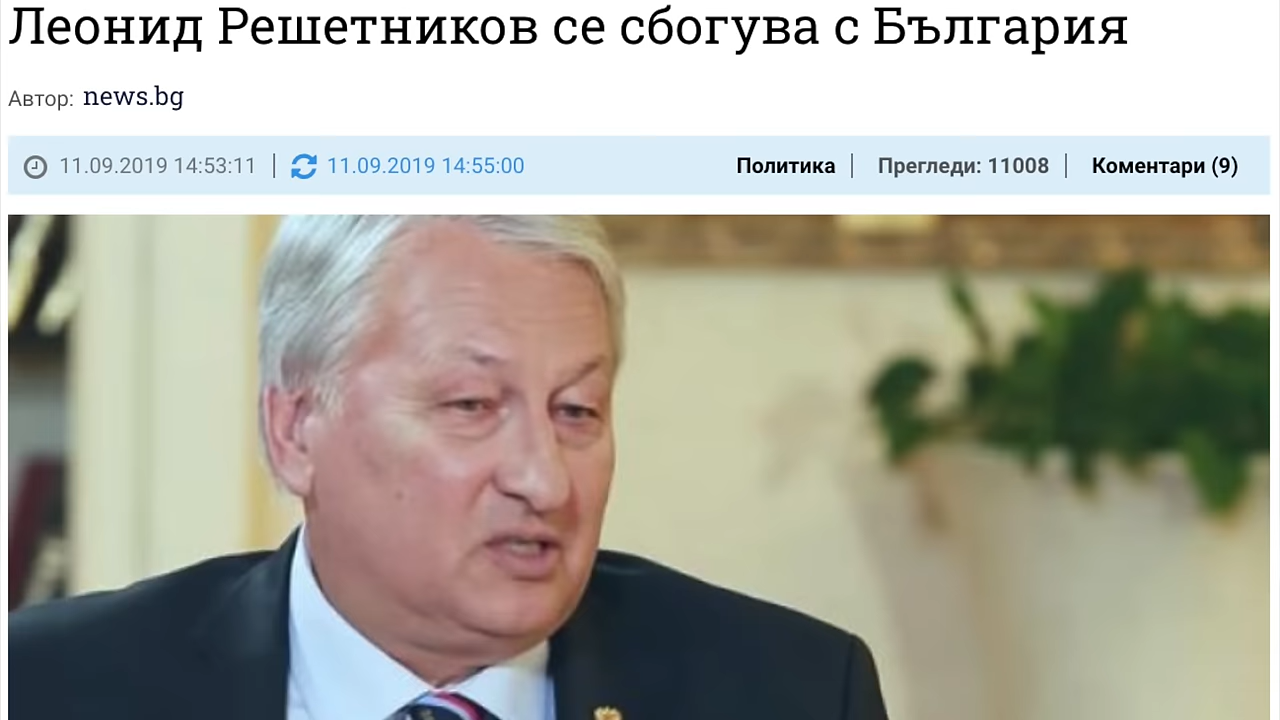 Леонид Решетников се сбогува с България
Автор: news.bg
11.09.2019 14:53:11 | 11.09.2019 14:55:00 Политика | Прегледи: 11008 | Коментари (9)